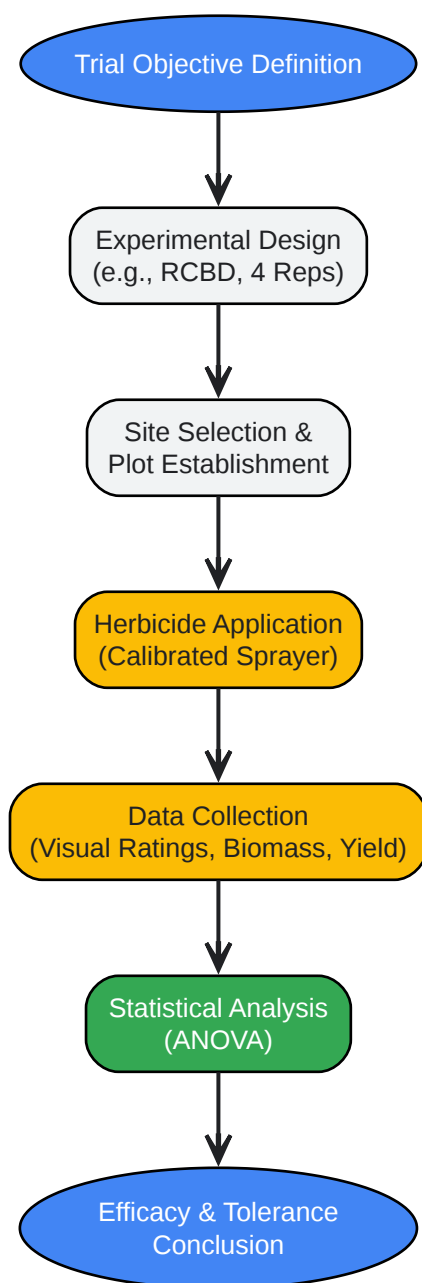 Trial Objective Definition
Experimental Design
(e.g., RCBD, 4 Reps)
Site Selection &
Plot Establishment
Herbicide Application
(Calibrated Sprayer)
Data Collection
(Visual Ratings, Biomass, Yield)
Statistical Analysis
(ANOVA)
Efficacy & Tolerance
Conclusion